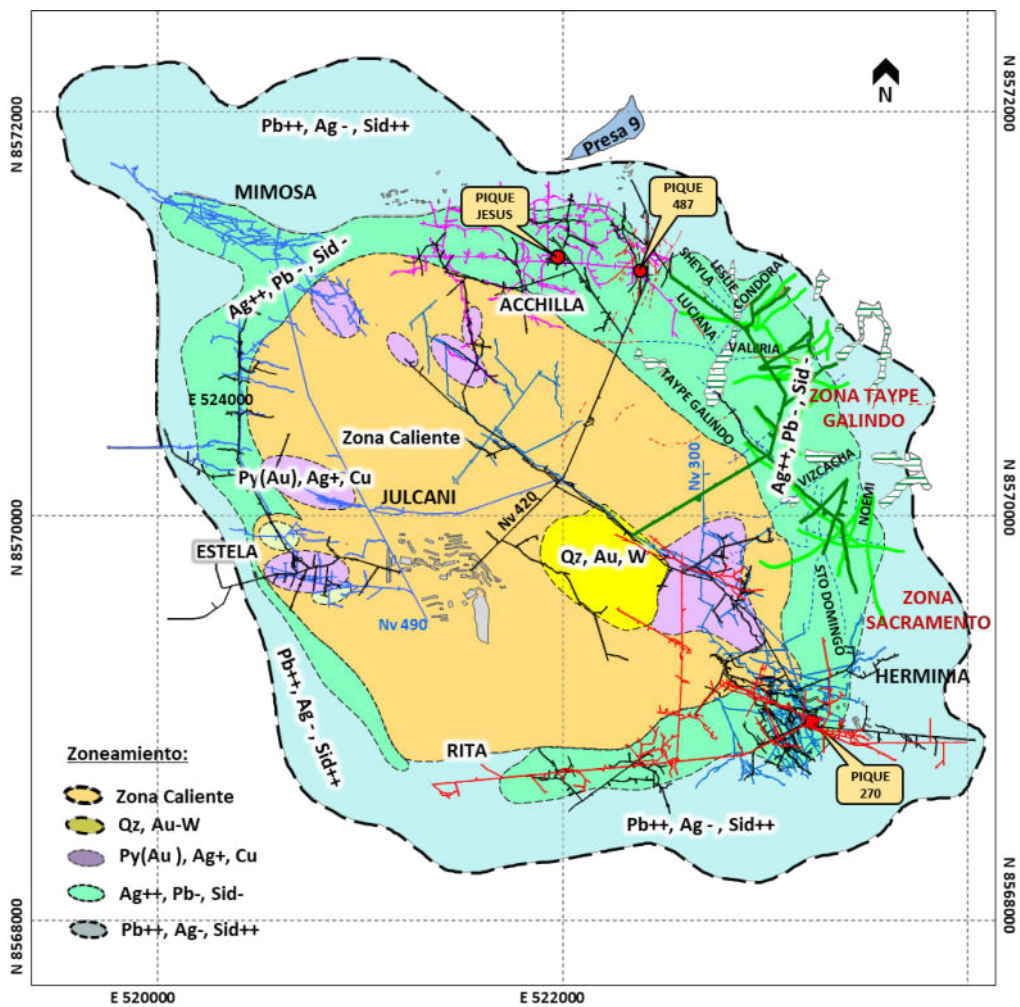 N 8572000
N 8572000
Pb++, Ag - , Sid++
Presa 9
N
MIMOSA
PIQUE
JESUS
PIQUE
487
SHEYLA
LESLIE
CONDORA
LUCIANA
ACCHILLA
Ag++, Pb - , Sid -
VALERIA
TAYPE GALINDO
ZONA TAYPE
GALINDO
E 524000
Zona Caliente
Ag++, Pb - , Sid -
Nv 300
VIZCACHA
NOEMI
Py(Au), Ag+, Cu
JULCANI
Nv 420
N 8570000
N 8570000
ESTELA
Qz, Au, W
STO DOMINGO
ZONA
SACRAMENTO
Nv 490
HERMINIA
Pb++, Ag - , Sid++
RITA
PIQUE
270
Pb++, Ag - , Sid++
Zoneamiento:
Zona Caliente
Qz, Au-W
Py(Au ), Ag+, Cu
Ag++, Pb-, Sid-
Pb++, Ag-, Sid++
N 8568000
N 8568000
E 520000
E 522000